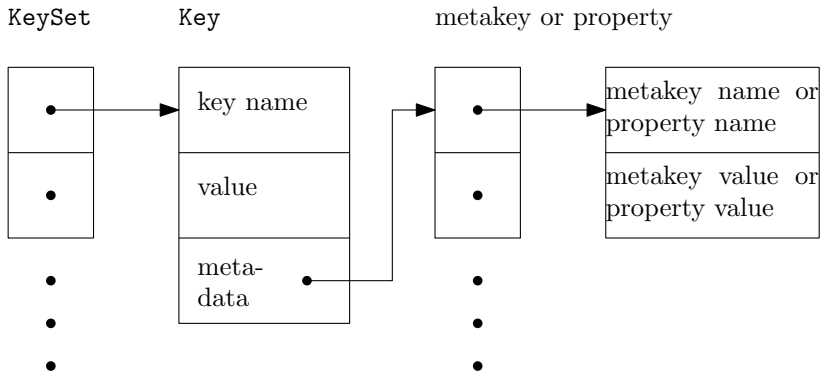 KeySet
Key
metakey or property
key name
value
meta-
data
metakey name or
property name
metakey value or
property value